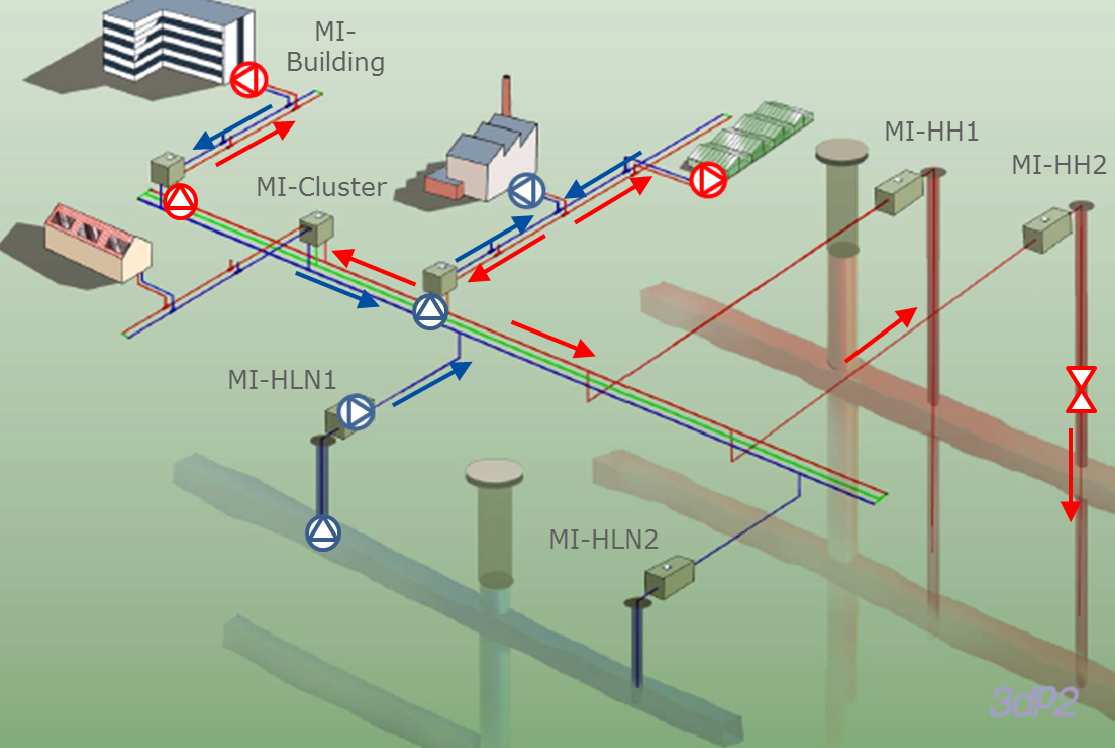 MI-
Building
MI-HH1
MI-HH2
MI-Cluster
MI-HLN1
MI-HLN2
3dP2